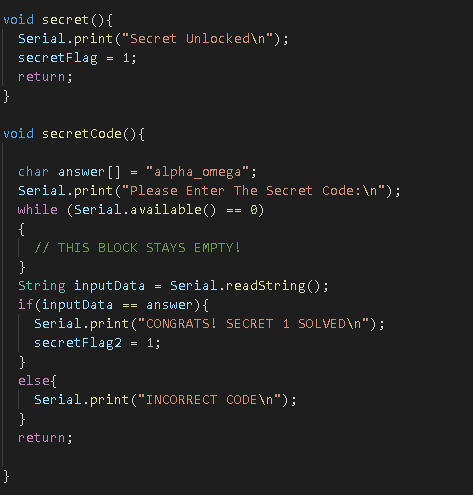 void secret(){
  Serial.print("Secret Unlocked\n");
  secretFlag = 1;
  return;
}

void secretCode(){

  char answer[] = "alpha_omega";
  Serial.print("Please Enter The Secret Code:\n");
  while (Serial.available() == 0)
  {
    // THIS BLOCK STAYS EMPTY!
  }
  String inputData = Serial.readString();
  if(inputData == answer){
    Serial.print("CONGRATS! SECRET 1 SOLVED\n");
    secretFlag2 = 1;
  }
  else{
    Serial.print("INCORRECT CODE\n");
  }
  return;

}